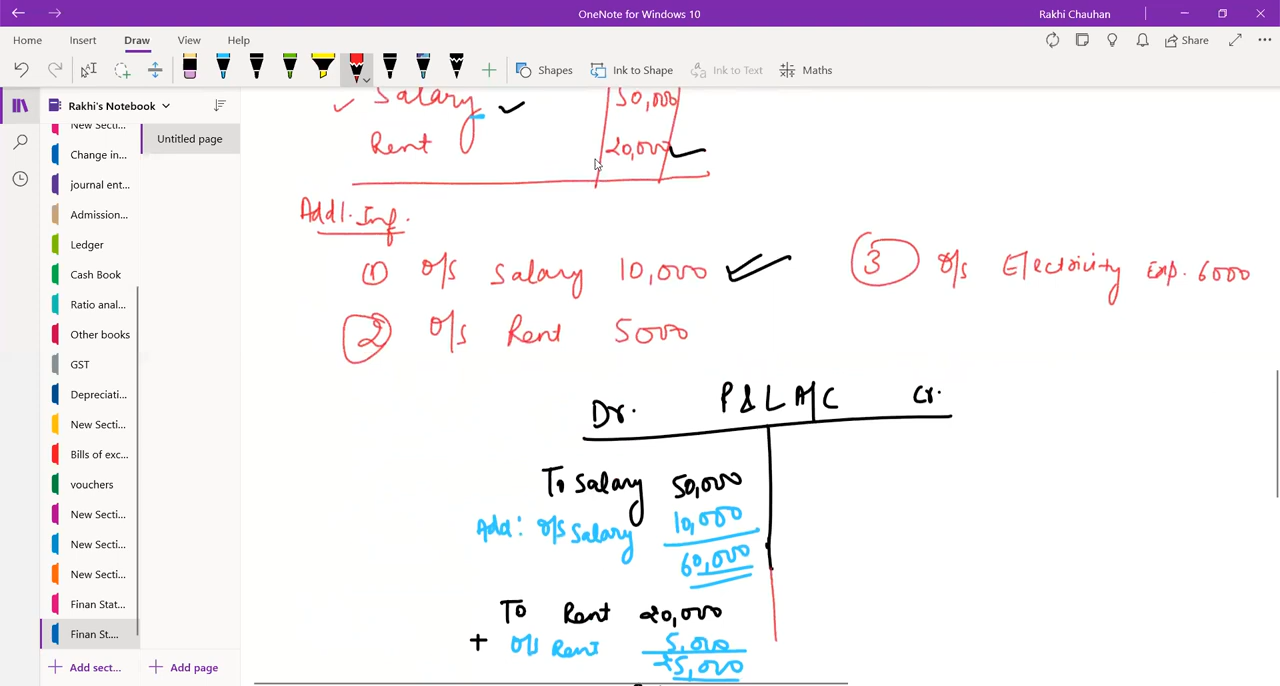 OneNote for Windows 10
Rakhi Chauhan
Home Insert Draw View Help
Share
Shapes Ink to Shape Ink to Text Maths
Rakhi's Notebook
Untitled page
New Secti...
Change in...
journal ent...
Admission...
Ledger
Cash Book
Ratio anal...
Other books
GST
Depreciati...
New Secti...
Bills of exc...
vouchers
New Secti...
New Secti...
New Secti...
Finan Stat...
Finan St....
Add sect...
Add page
Salary 50,000
Rent 20,000
Addl. Inf.
① O/s Salary 10,000
② O/s Rent 5000
③ O/s Electricity Exp. 6000
Dr. P & L A/C Cr.
To Salary 50,000
Add: O/s Salary 10,000
60,000
To Rent 20,000
+ O/s Rent 5,000